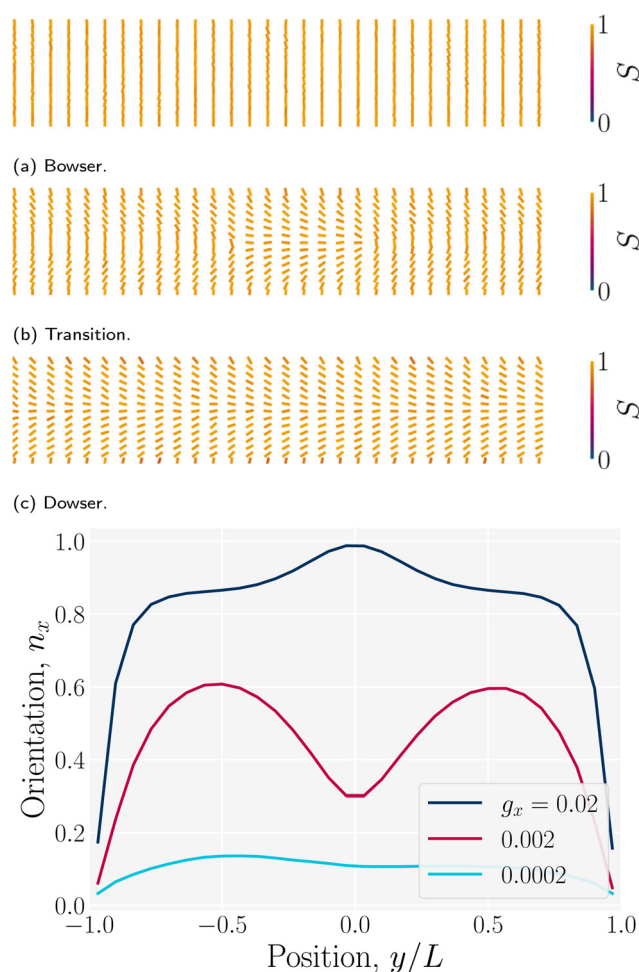 1
S
0
(a) Bowser.
1
S
0
(b) Transition.
1
S
0
(c) Dowser.
1.0
0.8
0.6
0.4
0.2
0.0
Orientation, nₓ
gₓ = 0.02
0.002
0.0002
−1.0 −0.5 0.0 0.5 1.0
Position, y/L